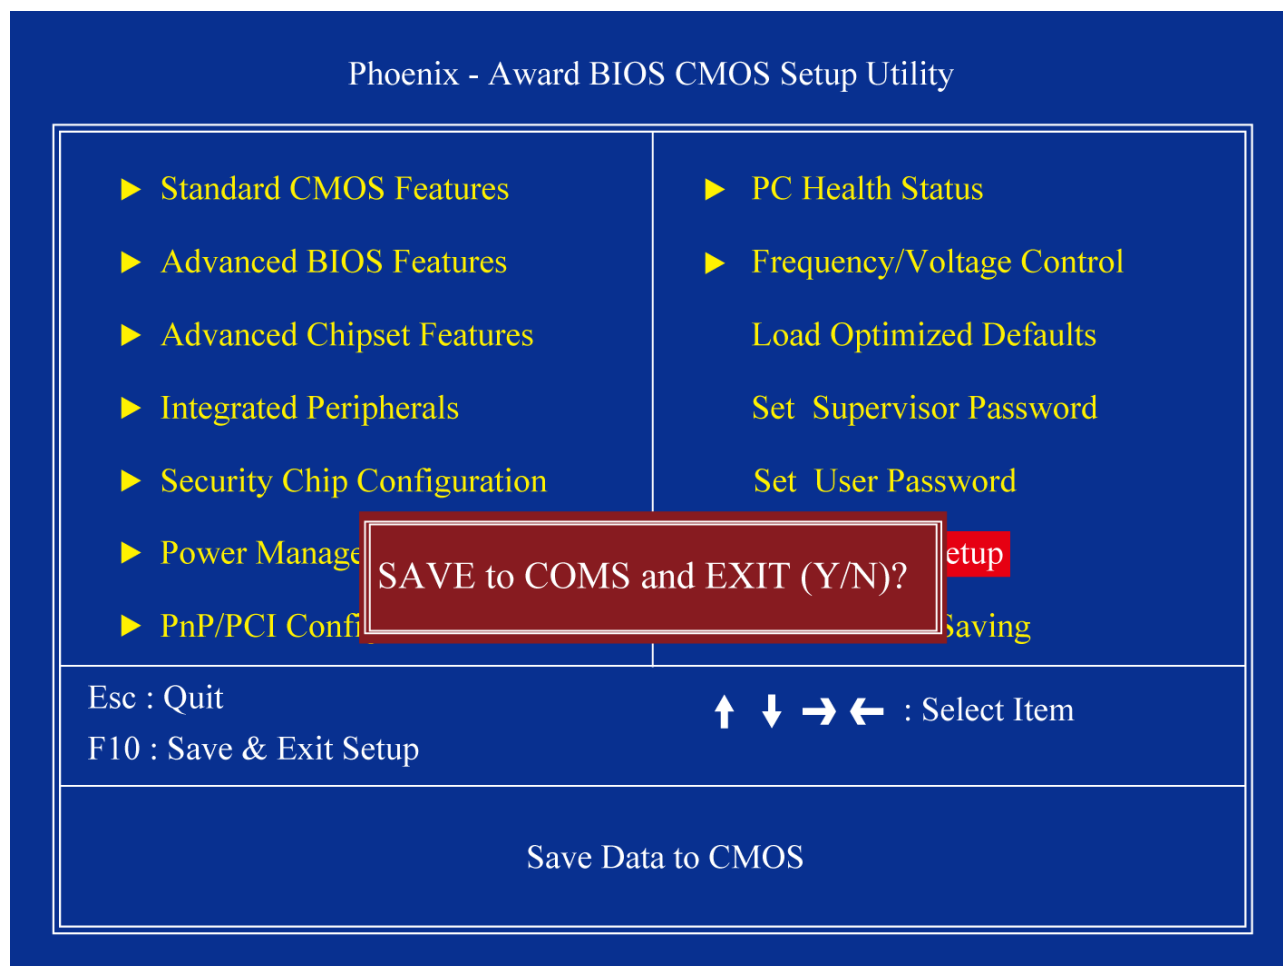 Phoenix - Award BIOS CMOS Setup Utility
Standard CMOS Features
Advanced BIOS Features
Advanced Chipset Features
Integrated Peripherals
Security Chip Configuration
Power Manage
PnP/PCI Confi
PC Health Status
Frequency/Voltage Control
Load Optimized Defaults
Set Supervisor Password
Set User Password
etup
Saving
SAVE to COMS and EXIT (Y/N)?
Esc : Quit
F10 : Save & Exit Setup
: Select Item
Save Data to CMOS